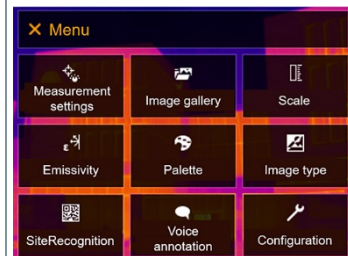 × Menu
Measurement
settings
Image gallery
Scale
ε
Emissivity
Palette
Image type
SiteRecognition
Voice
annotation
Configuration